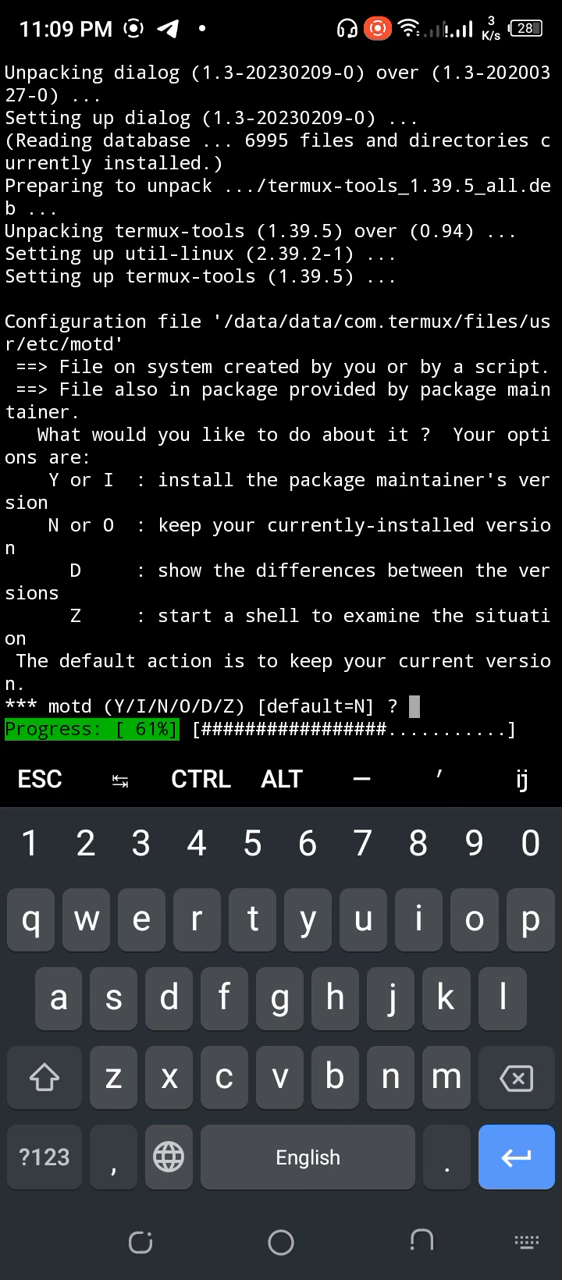 11:09 PM
3 K/s 28
Unpacking dialog (1.3-20230209-0) over (1.3-202003
27-0) ...
Setting up dialog (1.3-20230209-0) ...
(Reading database ... 6995 files and directories c
urrently installed.)
Preparing to unpack .../termux-tools_1.39.5_all.de
b ...
Unpacking termux-tools (1.39.5) over (0.94) ...
Setting up util-linux (2.39.2-1) ...
Setting up termux-tools (1.39.5) ...
Configuration file '/data/data/com.termux/files/us
r/etc/motd'
 ==> File on system created by you or by a script.
 ==> File also in package provided by package main
tainer.
   What would you like to do about it ?  Your opti
ons are:
    Y or I  : install the package maintainer's ver
sion
    N or O  : keep your currently-installed versio
n
      D     : show the differences between the ver
sions
      Z     : start a shell to examine the situati
on
 The default action is to keep your current versio
n.
*** motd (Y/I/N/O/D/Z) [default=N] ?
Progress: [ 61%] [#################...........]
ESC ↹ CTRL ALT — ′ ij
1 2 3 4 5 6 7 8 9 0
q w e r t y u i o p
a s d f g h j k l
z x c v b n m
?123 , English .